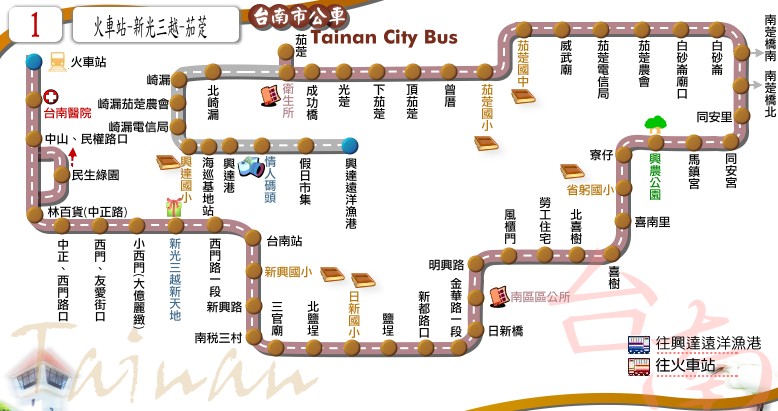 1
火車站-新光三越-茄萣
台南市公車
Tainan City Bus
火車站
台南醫院
中山、民權路口
民生綠園
林百貨(中正路)
中正、西門路口
西門、友愛街口
小西門(大億麗緻)
新光三越新天地
西門路一段
台南站
新興國小
新興路
南稅三村
三官廟
北鹽埕
日新國小
鹽埕
新都路口
金華路一段
日新橋
南區區公所
明興路
風櫃門
勞工住宅
北喜樹
喜樹
喜南里
省躬國小
寮仔
興農公園
馬鎮宮
同安宮
同安里
南萣橋北
南萣橋南
白砂崙
白砂崙廟口
茄萣農會
茄萣電信局
威武廟
茄萣國中
茄萣國小
曾厝
頂茄萣
下茄萣
光萣
成功橋
衛生所
茄萣
北崎漏
崎漏
崎漏茄萣農會
崎漏電信局
興達國小
海巡基地站
興達港
情人碼頭
假日市集
興達遠洋漁港
往興達遠洋漁港
往火車站
台南
Tainan